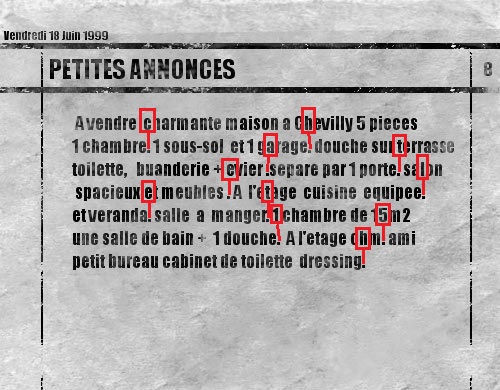 Vendredi 18 Juin 1999
PETITES ANNONCES
8
A vendre charmante maison a Chevilly 5 pieces
1 chambre. 1 sous-sol et 1 garage. douche sur terrasse
toilette, buanderie + evier. separe par 1 porte. salon
spacieux et meubles. A l'etage cuisine equipee.
et veranda. salle a manger. 1 chambre de 15m2
une salle de bain + 1 douche. A l'etage chm. ami
petit bureau cabinet de toilette dressing.